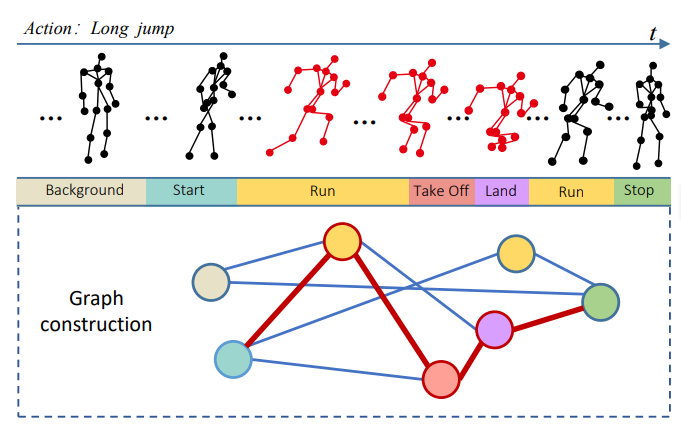 Action: Long jump
t
... ... ... ... ... ... ...
Background Start Run Take Off Land Run Stop
Graph
construction